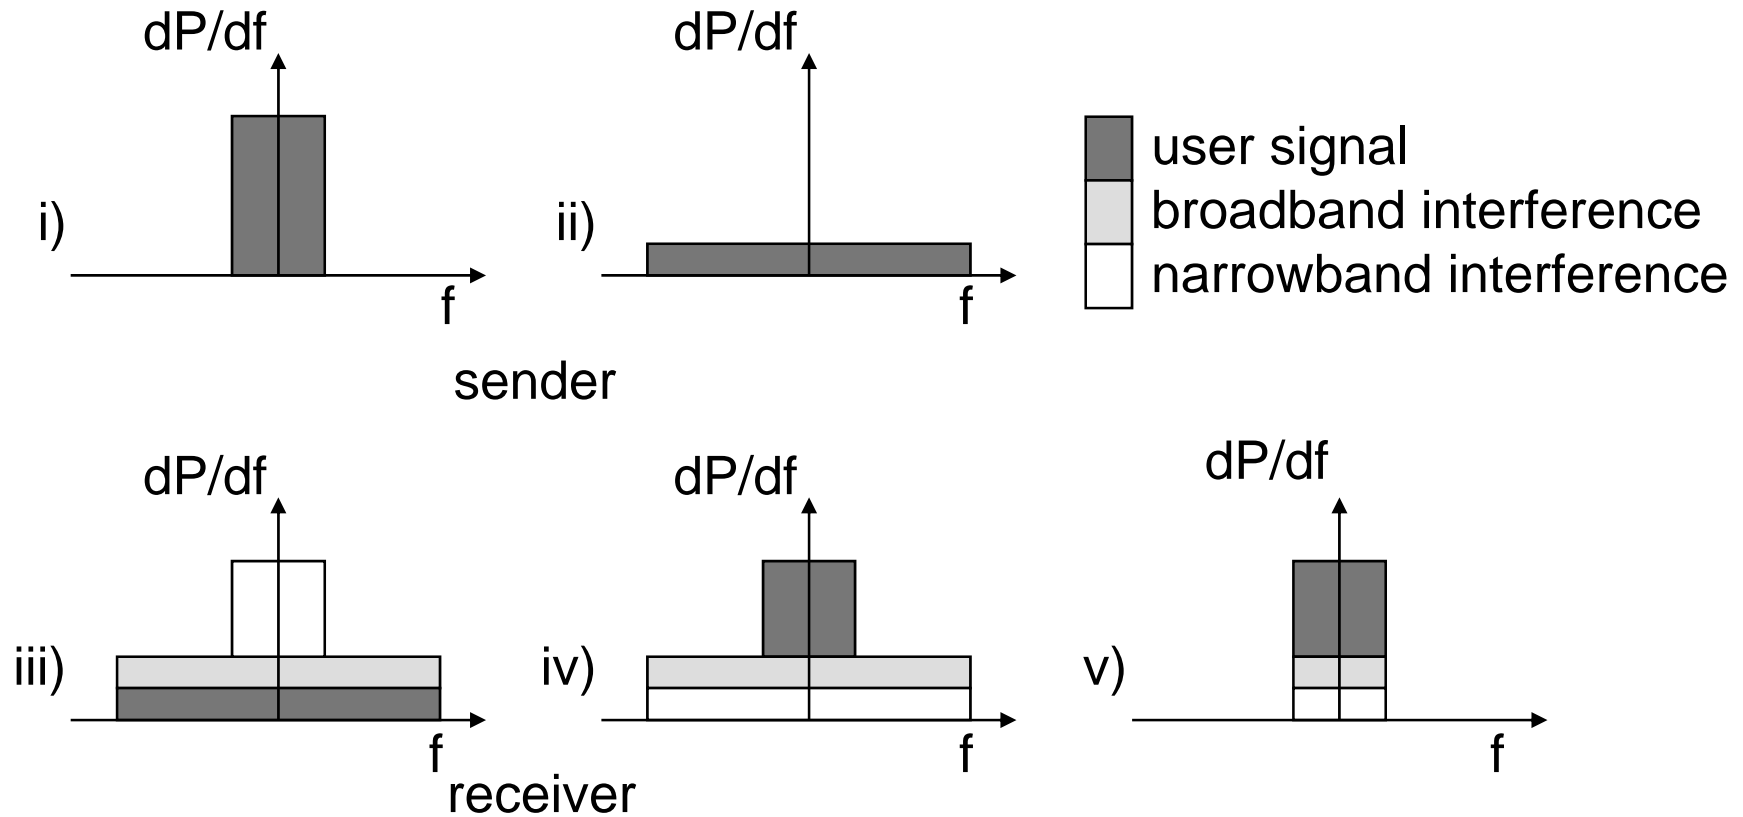 dP/df
dP/df
user signal
broadband interference
narrowband interference
i)
ii)
f
f
sender
dP/df
dP/df
dP/df
iii)
iv)
v)
f
f
f
receiver